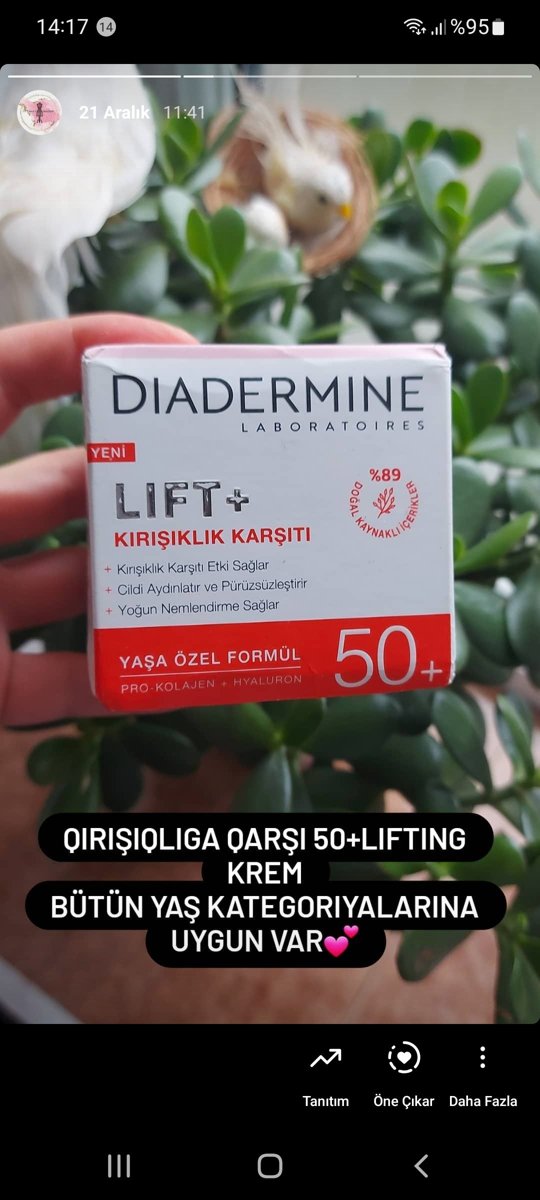 14:17 14 %95
21 Aralık 11:41
DIADERMINE
LABORATOIRES
YENİ
LIFT+
KIRIŞIKLIK KARŞITI
%89
DOĞAL KAYNAKLI İÇERİKLER
+ Kırışıklık Karşıtı Etki Sağlar
+ Cildi Aydınlatır ve Pürüzsüzleştirir
+ Yoğun Nemlendirme Sağlar
YAŞA ÖZEL FORMÜL
PRO-KOLAJEN + HYALURON
50+
QIRIŞIQLIGA QARŞI 50+LIFTING
KREM
BÜTÜN YAŞ KATEGORIYALARINA
UYGUN VAR💕
Tanıtım Öne Çıkar Daha Fazla